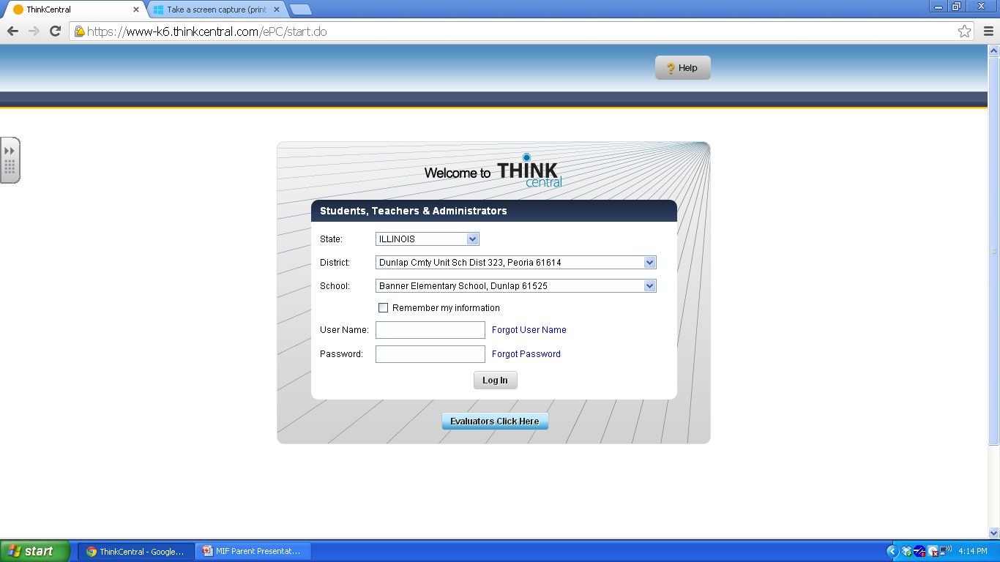 ThinkCentral
Take a screen capture (print
https://www-k6.thinkcentral.com/ePC/start.do
? Help
Welcome to THINK central
Students, Teachers & Administrators
State: ILLINOIS
District: Dunlap Cmty Unit Sch Dist 323, Peoria 61614
School: Banner Elementary School, Dunlap 61525
Remember my information
User Name: Forgot User Name
Password: Forgot Password
Log In
Evaluators Click Here
start ThinkCentral - Google... MIF Parent Presentat... 4:14 PM